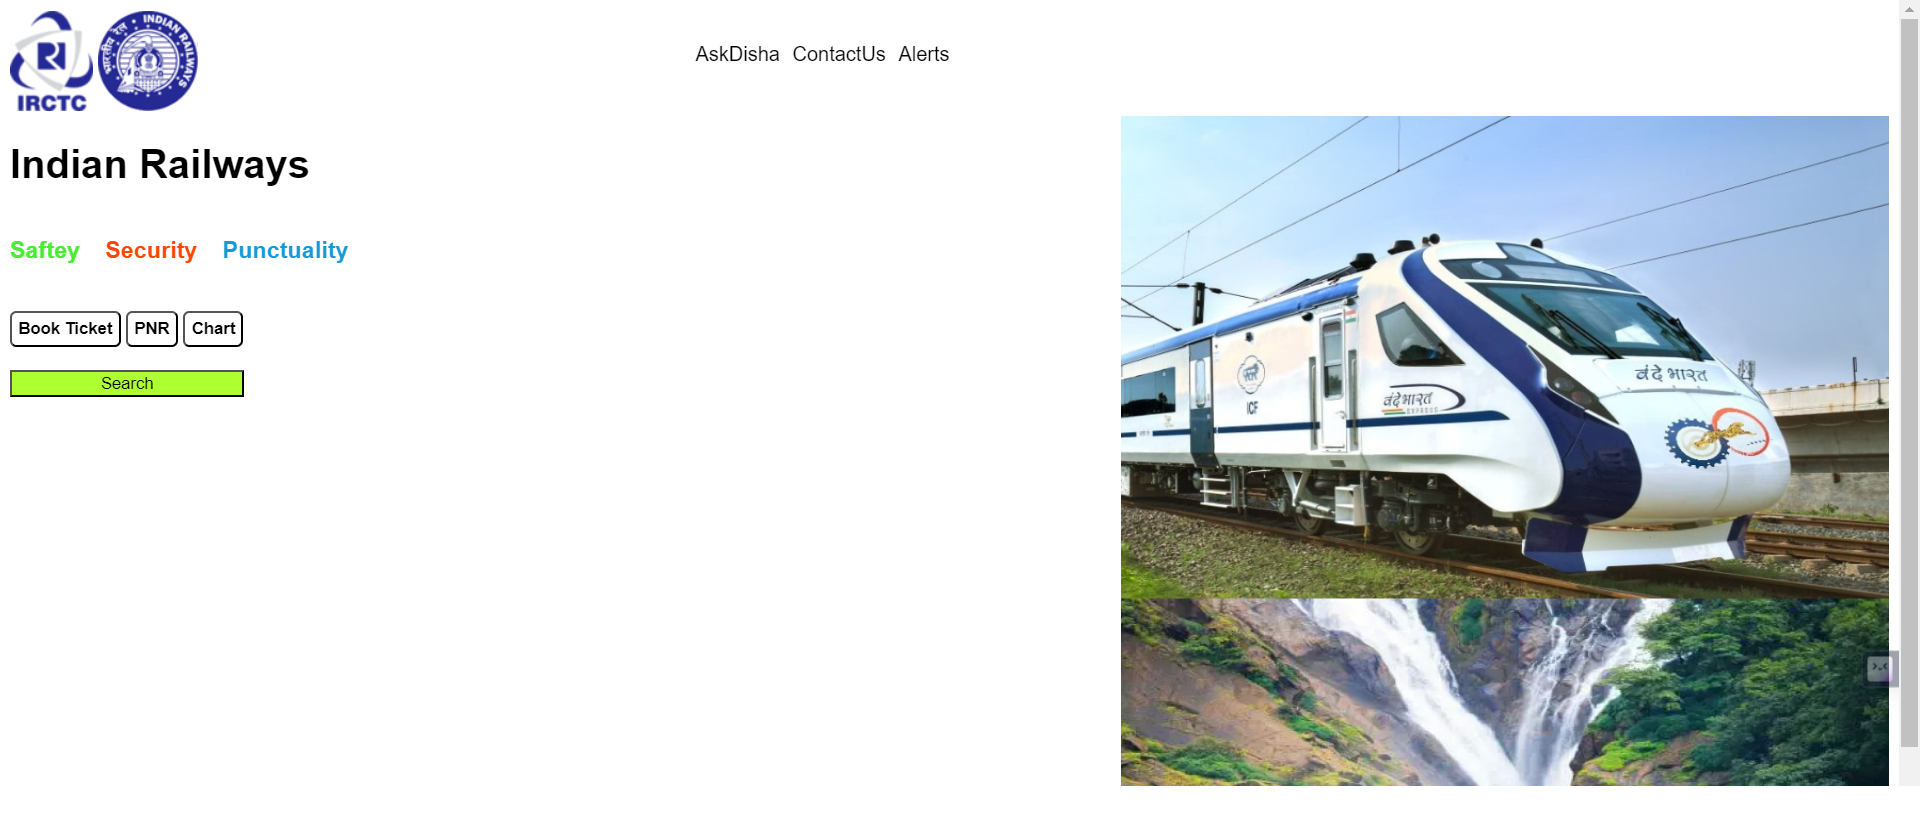 IRCTC
भारतीय रेल INDIAN RAILWAYS
AskDisha ContactUs Alerts
Indian Railways
Saftey Security Punctuality
Book Ticket PNR Chart
Search
वंदे भारत
ICF
वंदे भारत
EXPRESS